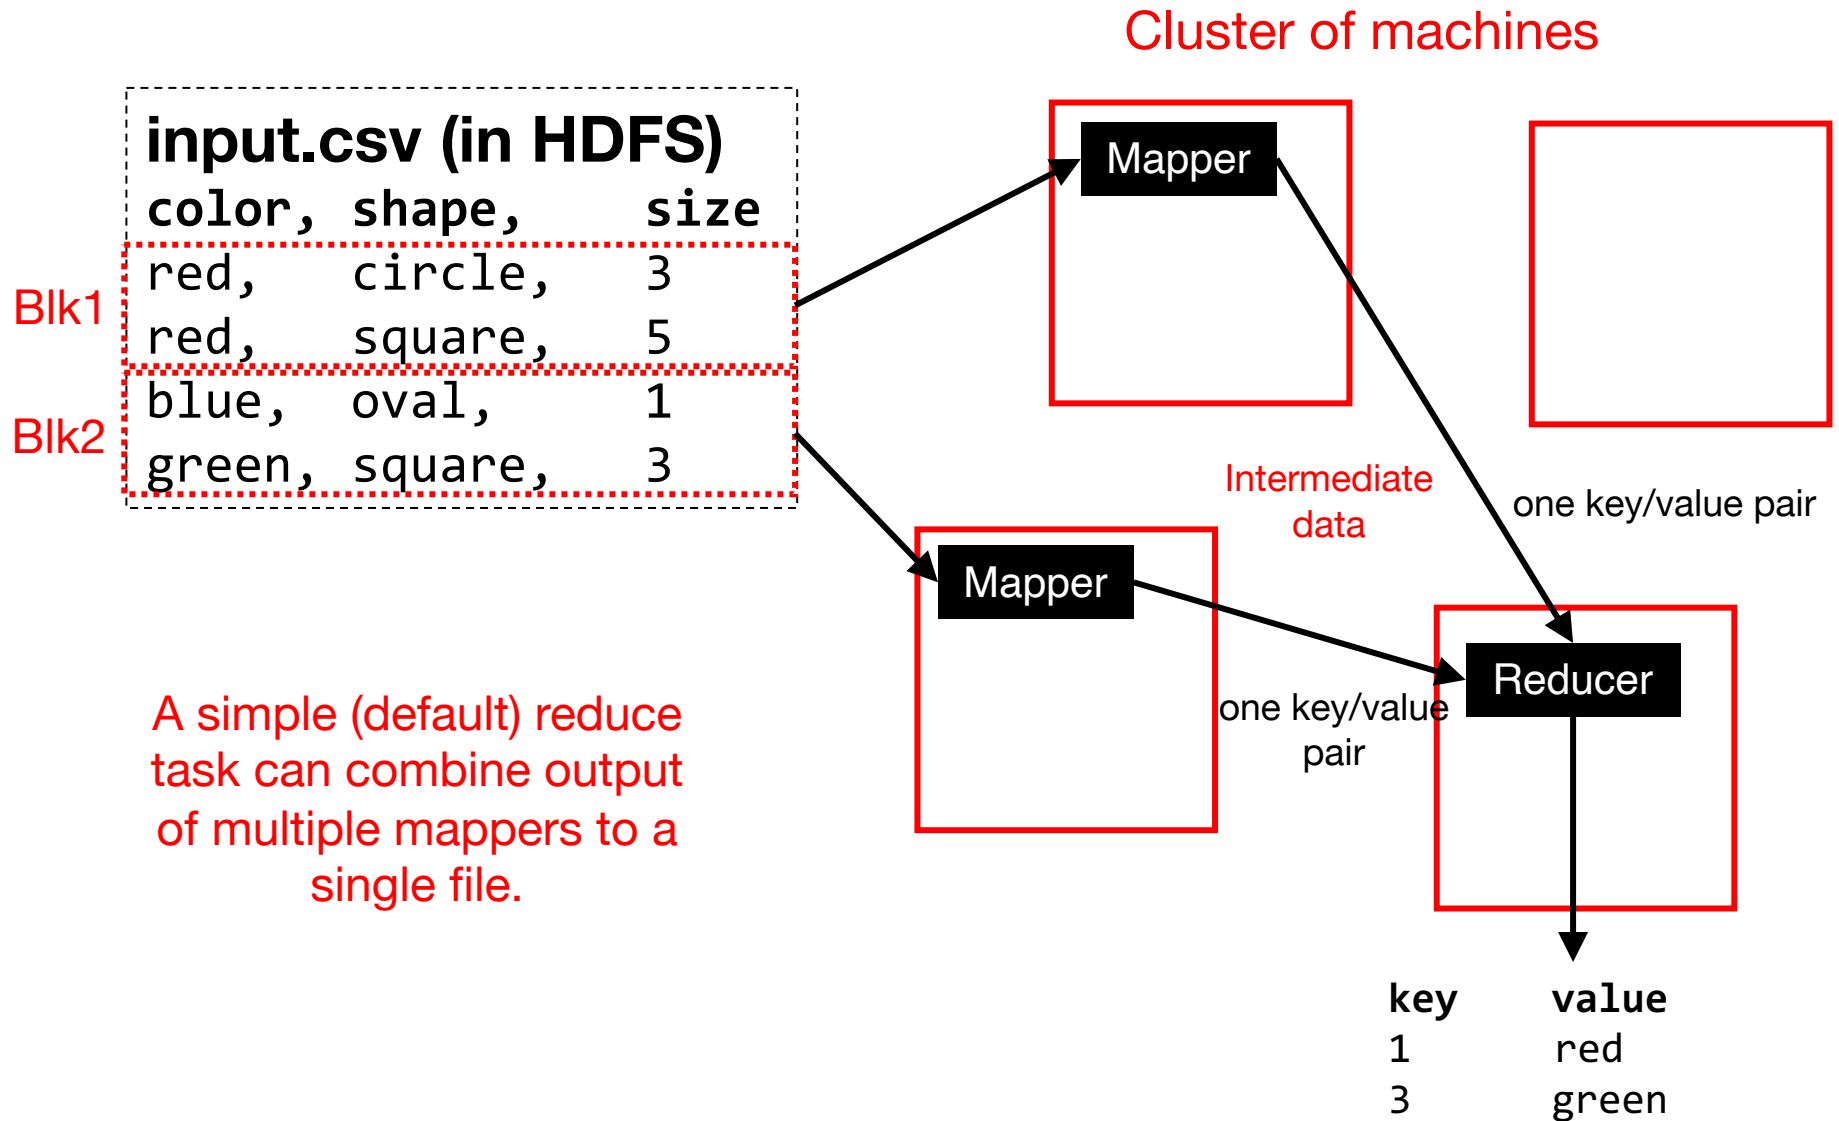 Cluster of machines
input.csv (in HDFS)
color, shape, size
Blk1
red, circle, 3
red, square, 5
Blk2
blue, oval, 1
green, square, 3
Mapper
Intermediate
data
one key/value pair
Mapper
one key/value
pair
Reducer
A simple (default) reduce
task can combine output
of multiple mappers to a
single file.
key value
1 red
3 green